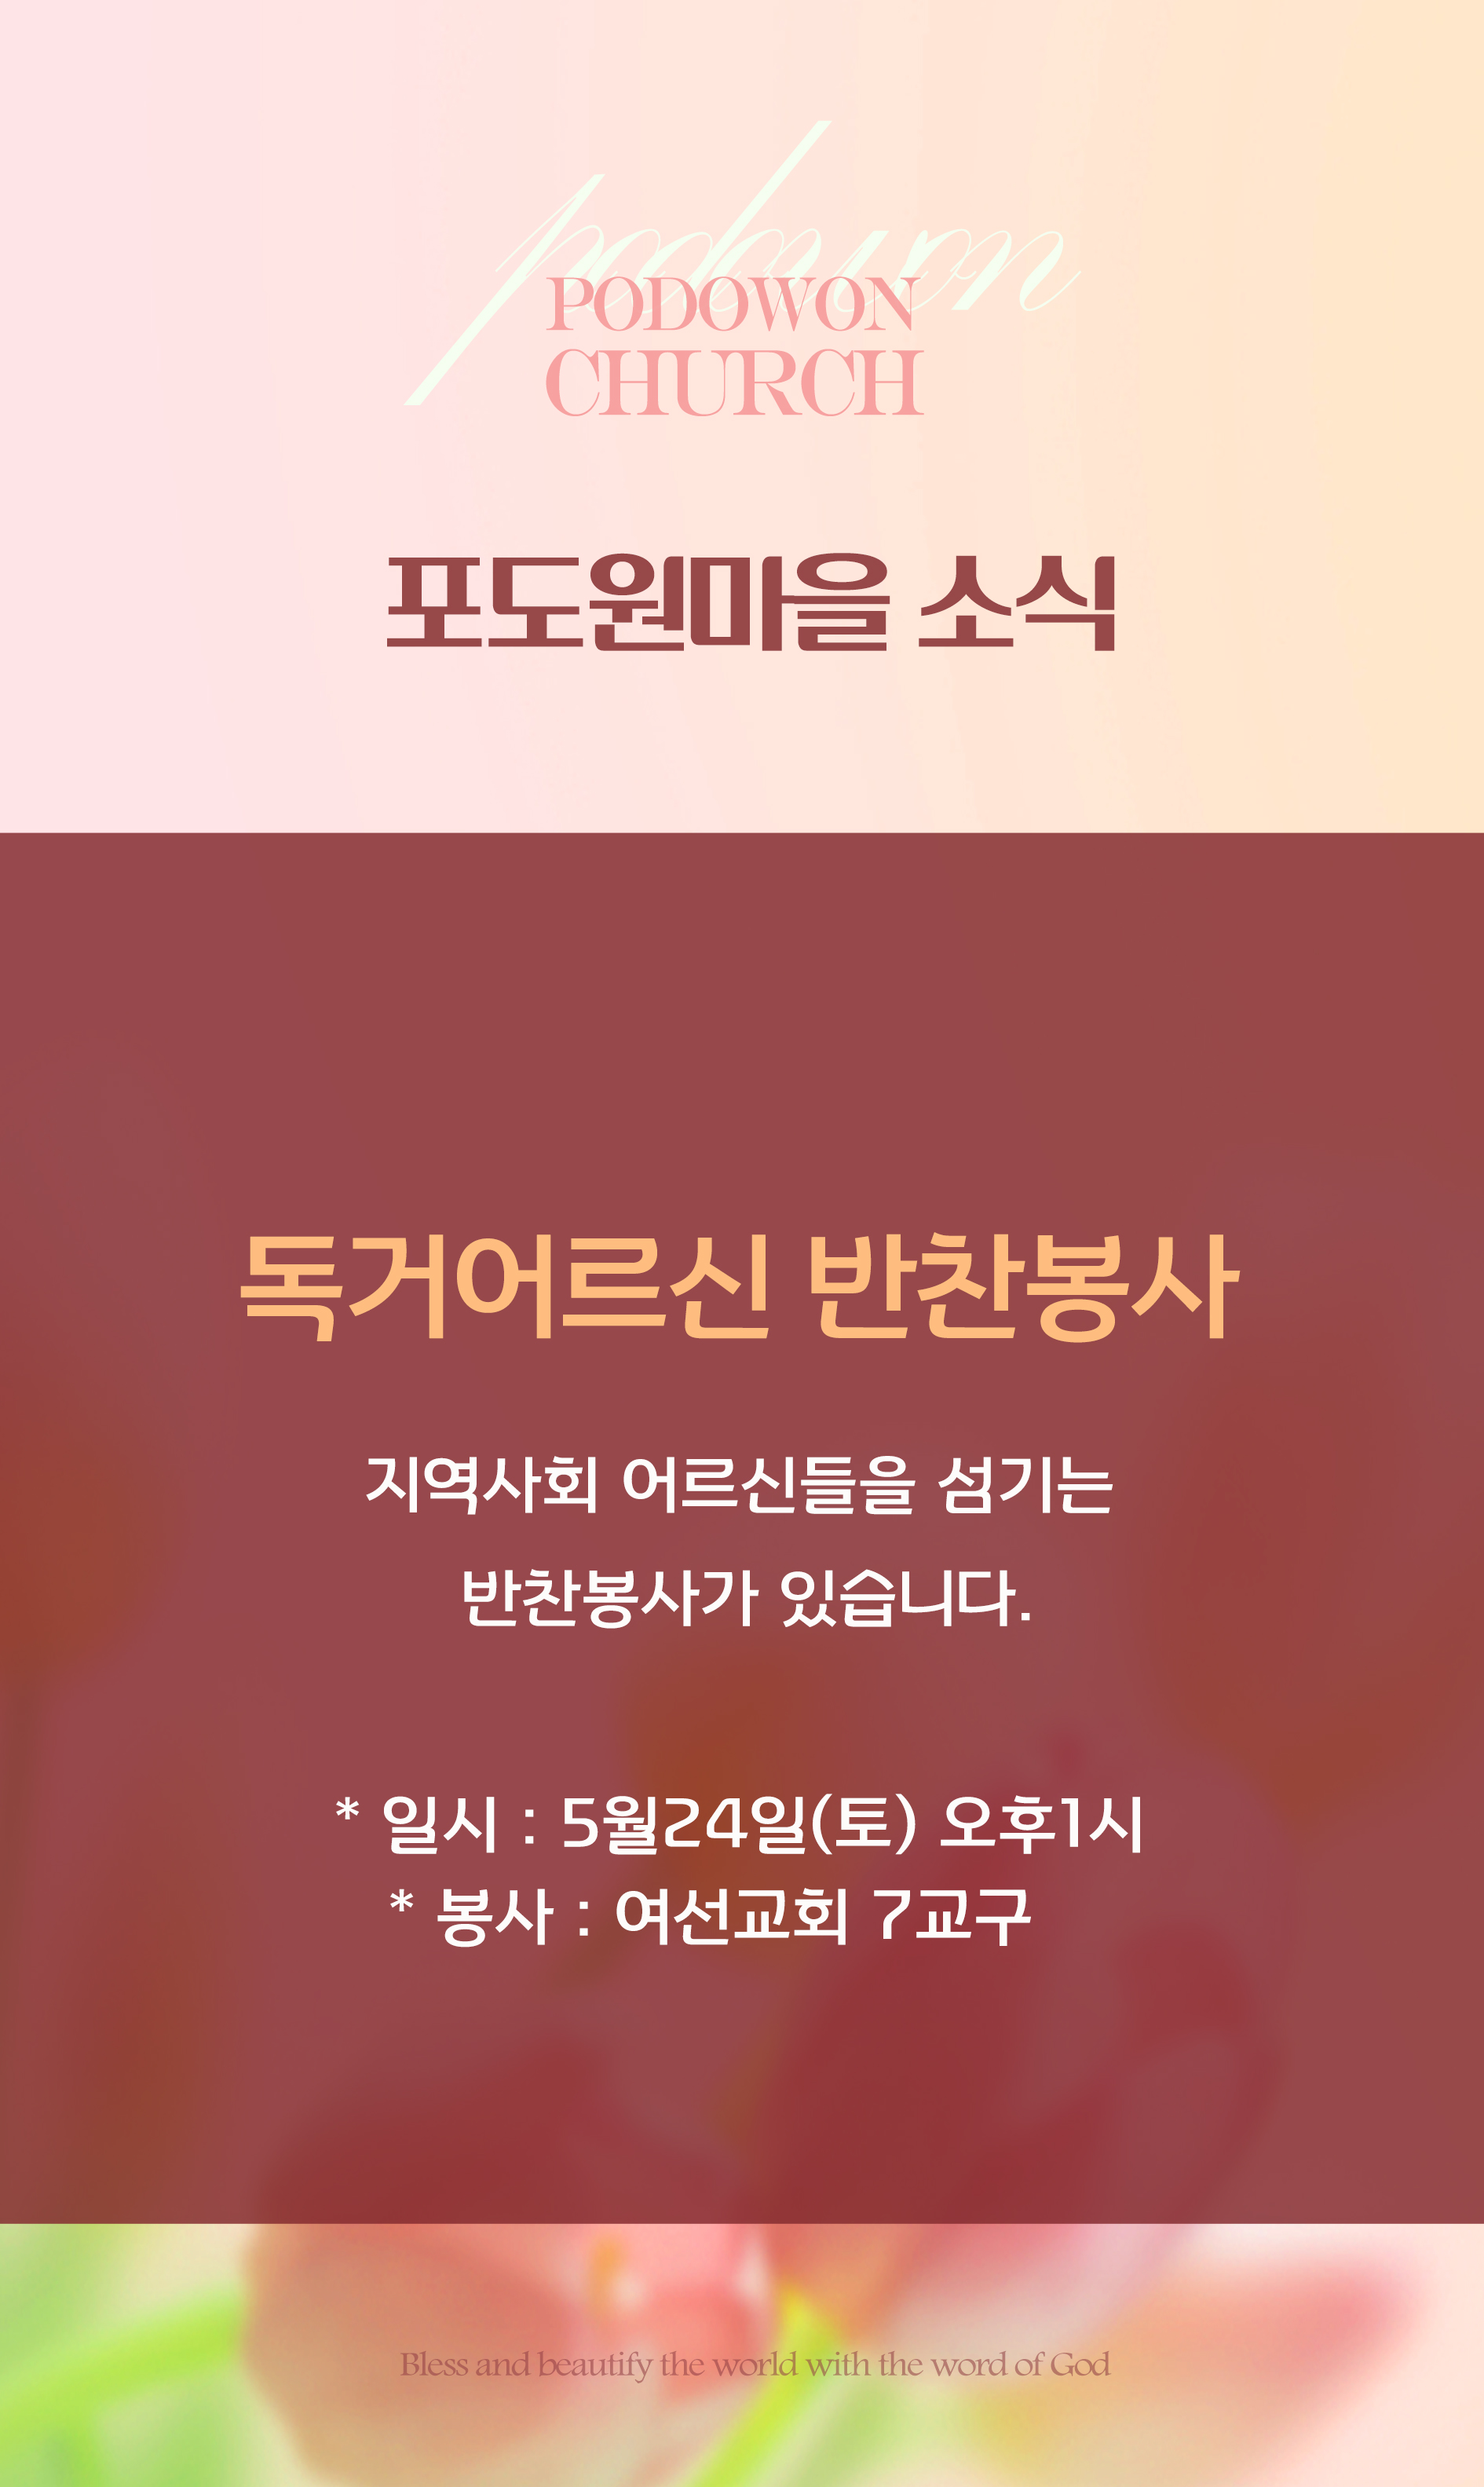 podowon
PODOWON
CHURCH
포도원마을 소식
독거어르신 반찬봉사
지역사회 어르신들을 섬기는
반찬봉사가 있습니다.
* 일시 : 5월24일(토) 오후1시
* 봉사 : 여선교회 7교구
Bless and beautify the world with the word of God